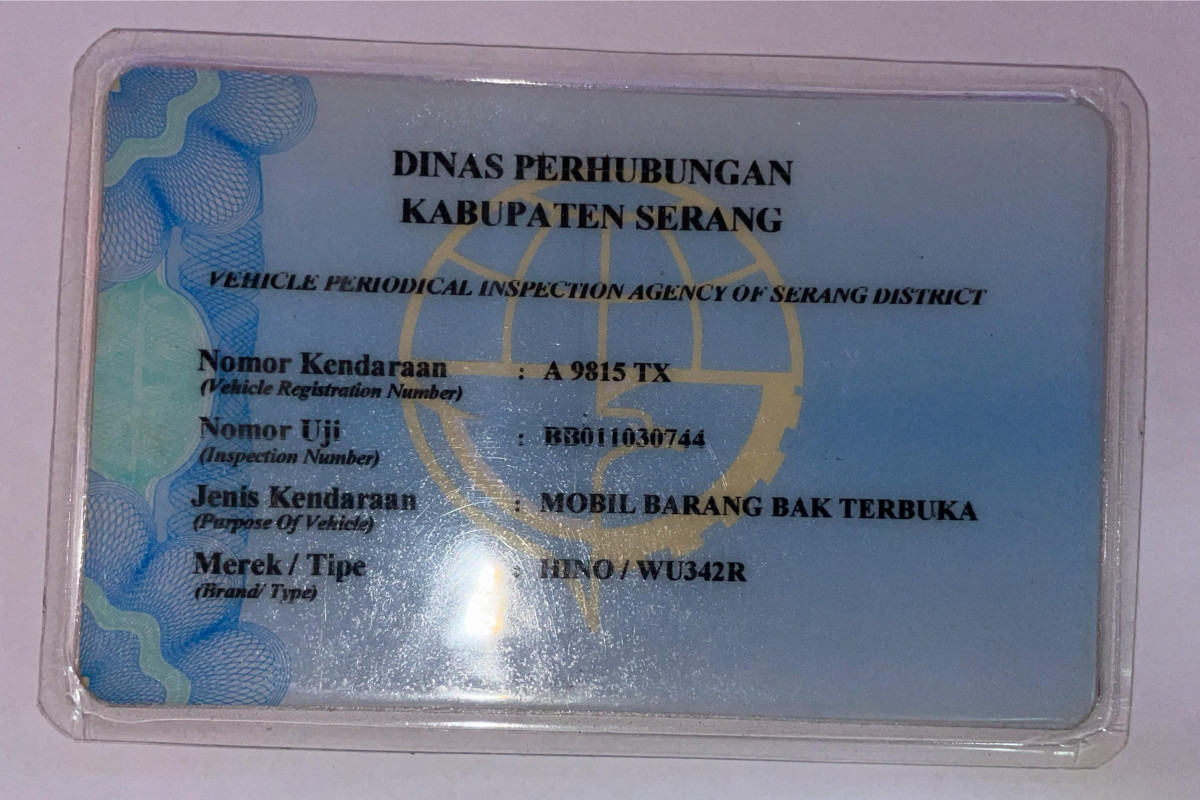 DINAS PERHUBUNGAN
KABUPATEN SERANG
VEHICLE PERIODICAL INSPECTION AGENCY OF SERANG DISTRICT
Nomor Kendaraan : A 9815 TX
(Vehicle Registration Number)
Nomor Uji : BB011030744
(Inspection Number)
Jenis Kendaraan : MOBIL BARANG BAK TERBUKA
(Purpose Of Vehicle)
Merek / Tipe : HINO / WU342R
(Brand/ Type)